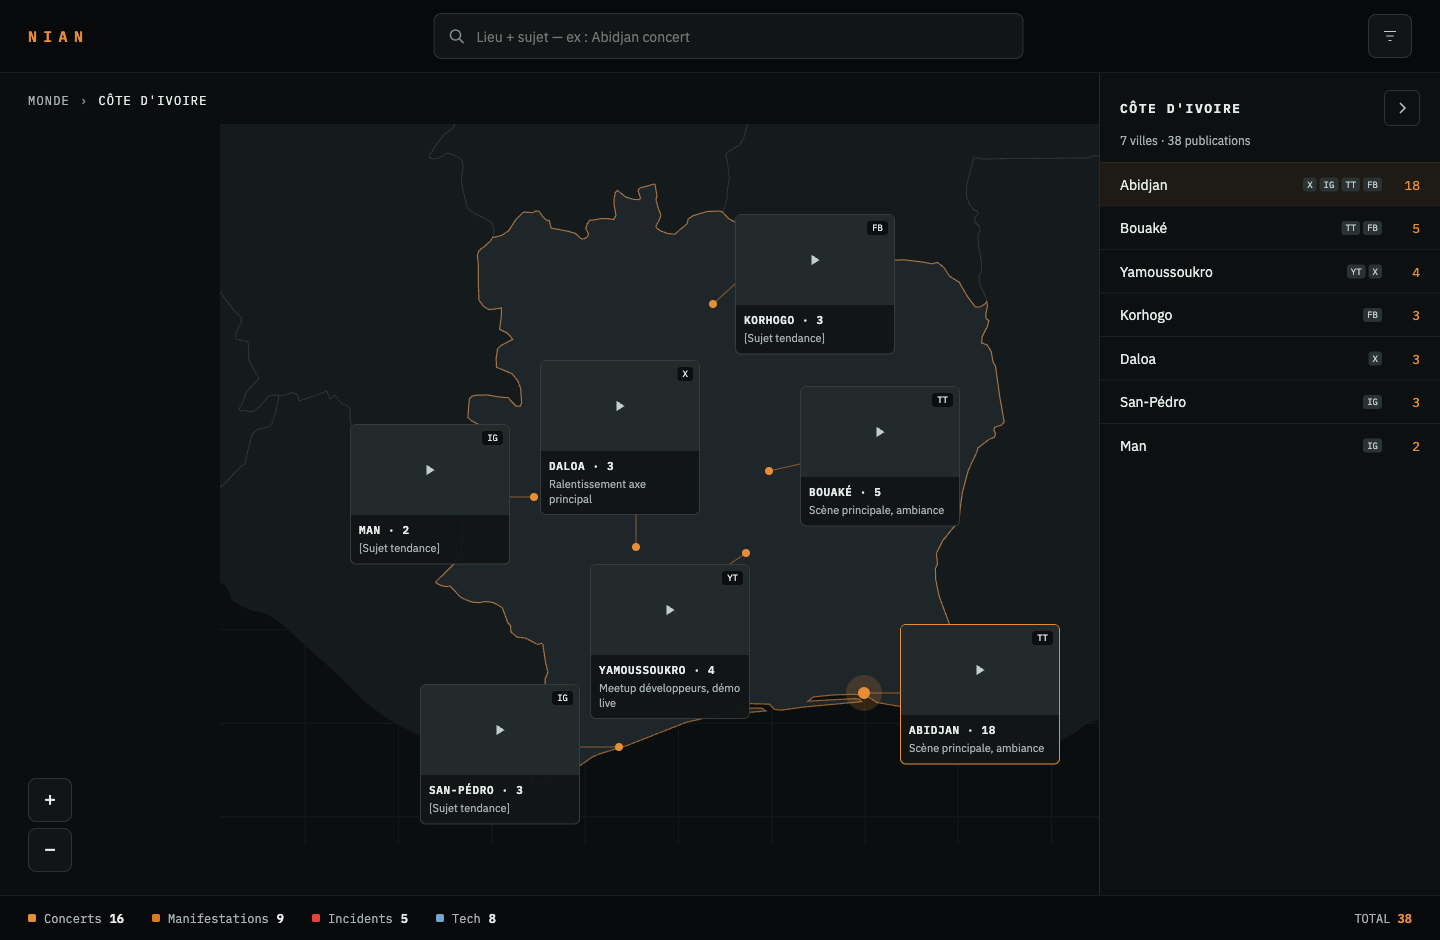 NIAN
Lieu + sujet — ex : Abidjan concert
MONDE › CÔTE D'IVOIRE
CÔTE D'IVOIRE
7 villes · 38 publications
Abidjan X IG TT FB 18
Bouaké TT FB 5
Yamoussoukro YT X 4
Korhogo FB 3
Daloa X 3
San-Pédro IG 3
Man IG 2
FB
KORHOGO · 3
[Sujet tendance]
X
DALOA · 3
Ralentissement axe
principal
TT
BOUAKÉ · 5
Scène principale, ambiance
IG
MAN · 2
[Sujet tendance]
YT
YAMOUSSOUKRO · 4
Meetup développeurs, démo
live
TT
ABIDJAN · 18
Scène principale, ambiance
IG
SAN-PÉDRO · 3
[Sujet tendance]
+
−
Concerts 16 Manifestations 9 Incidents 5 Tech 8 TOTAL 38